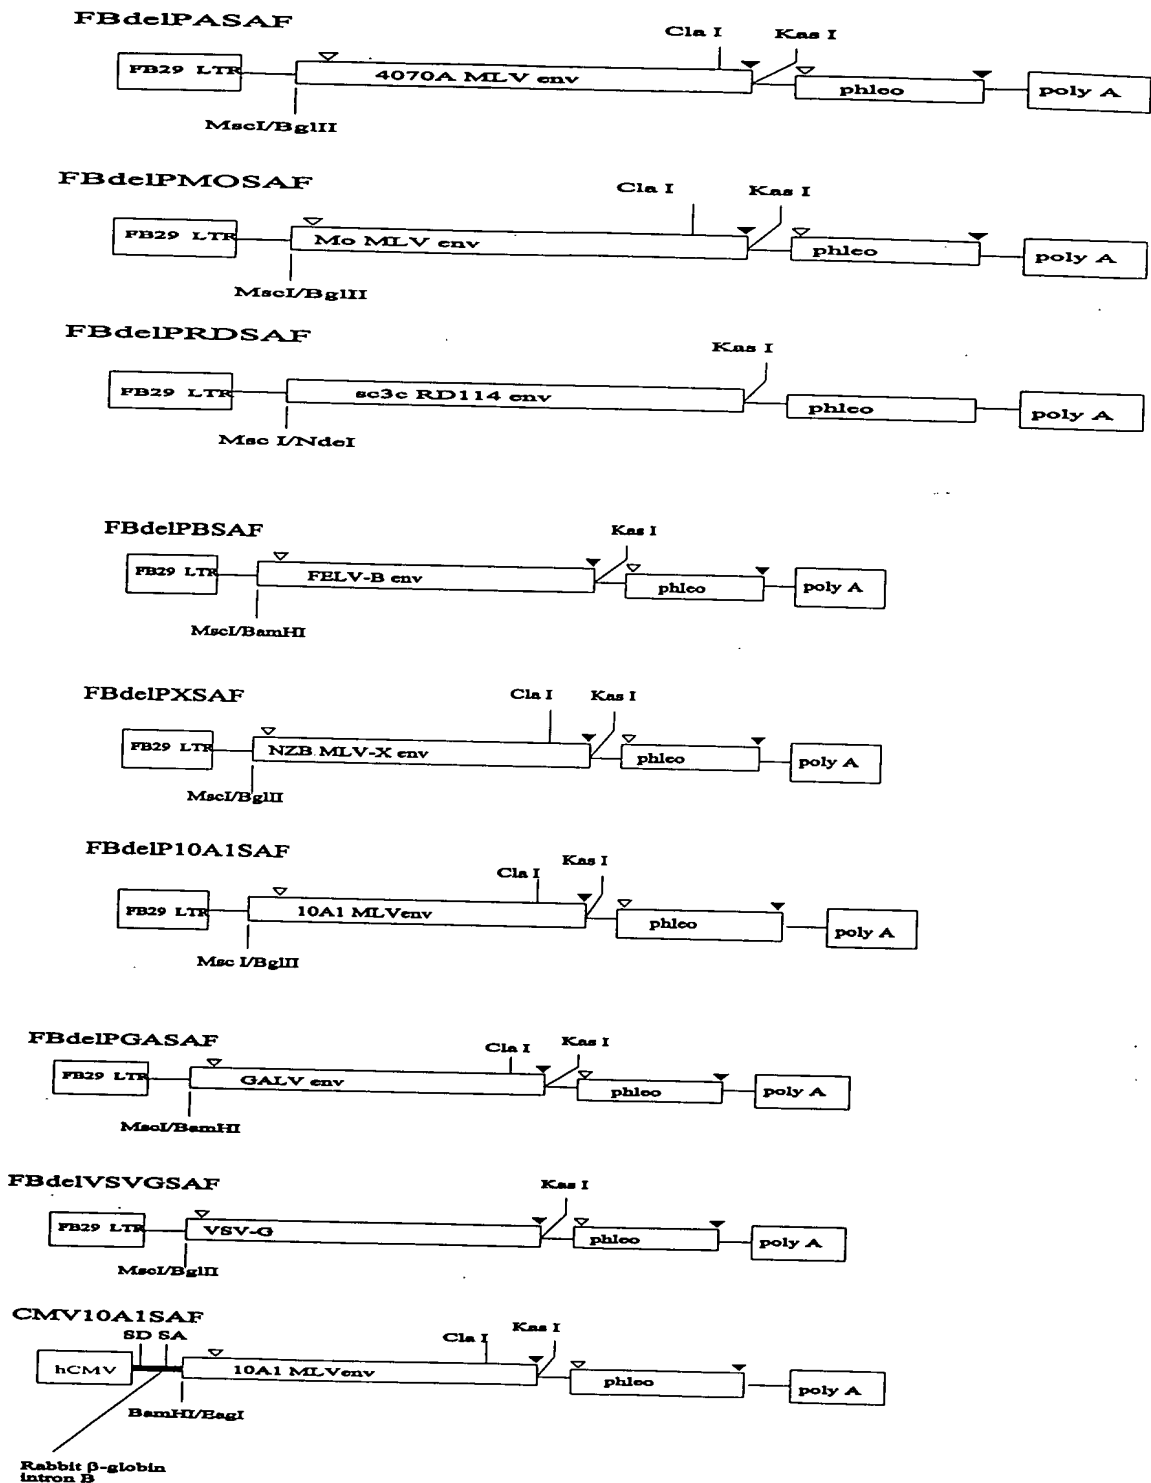 FBdelPASAF
Cla I Kas I
FB29 LTR 4070A MLV env phleo poly A
MscI/BglII
FBdelPMOSAF
Cla I Kas I
FB29 LTR Mo MLV env phleo poly A
MscI/BglII
FBdelPRDSAF
Kas I
FB29 LTR sc3c RD114 env phleo poly A
Msc I/NdeI
FBdelPBSAF
Kas I
FB29 LTR FELV-B env phleo poly A
MscI/BamHI
FBdelPXSAF
Cla I Kas I
FB29 LTR NZB MLV-X env phleo poly A
MscI/BglII
FBdelP10A1SAF
Cla I Kas I
FB29 LTR 10A1 MLVenv phleo poly A
Msc I/BglII
FBdelPGASAF
Cla I Kas I
FB29 LTR GALV env phleo poly A
MscI/BamHI
FBdelVSVGSAF
Kas I
FB29 LTR VSV-G phleo poly A
MscI/BglII
CMV10A1SAF
SD SA Cla I Kas I
hCMV 10A1 MLVenv phleo poly A
BamHI/EagI
Rabbit β-globin
intron B